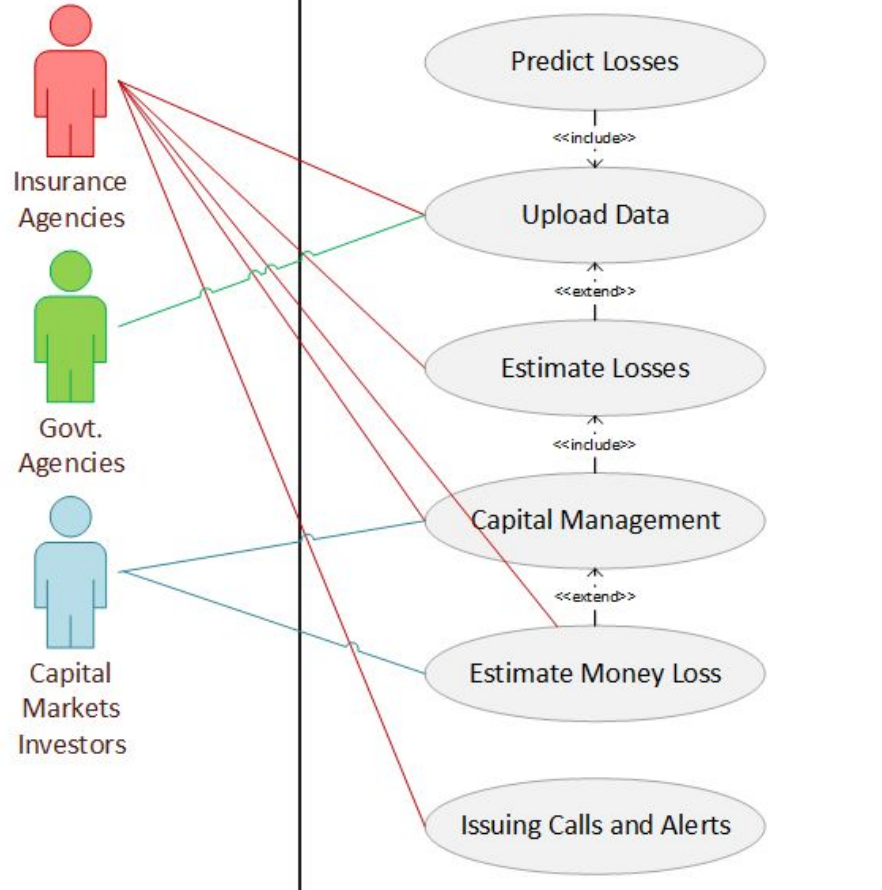 Predict Losses
<<include>>
Insurance
Agencies
Upload Data
<<extend>>
Estimate Losses
Govt.
Agencies
<<include>>
Capital Management
<<extend>>
Capital
Markets
Investors
Estimate Money Loss
Issuing Calls and Alerts